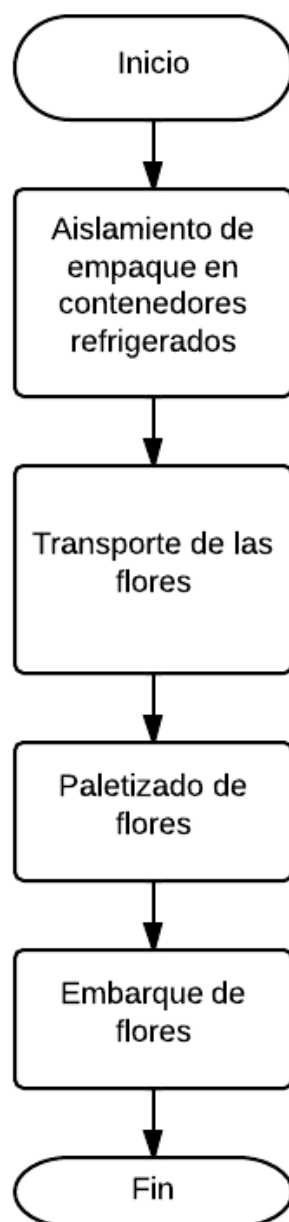 Inicio
Aislamiento de
empaque en
contenedores
refrigerados
Transporte de las
flores
Paletizado de
flores
Embarque de
flores
Fin